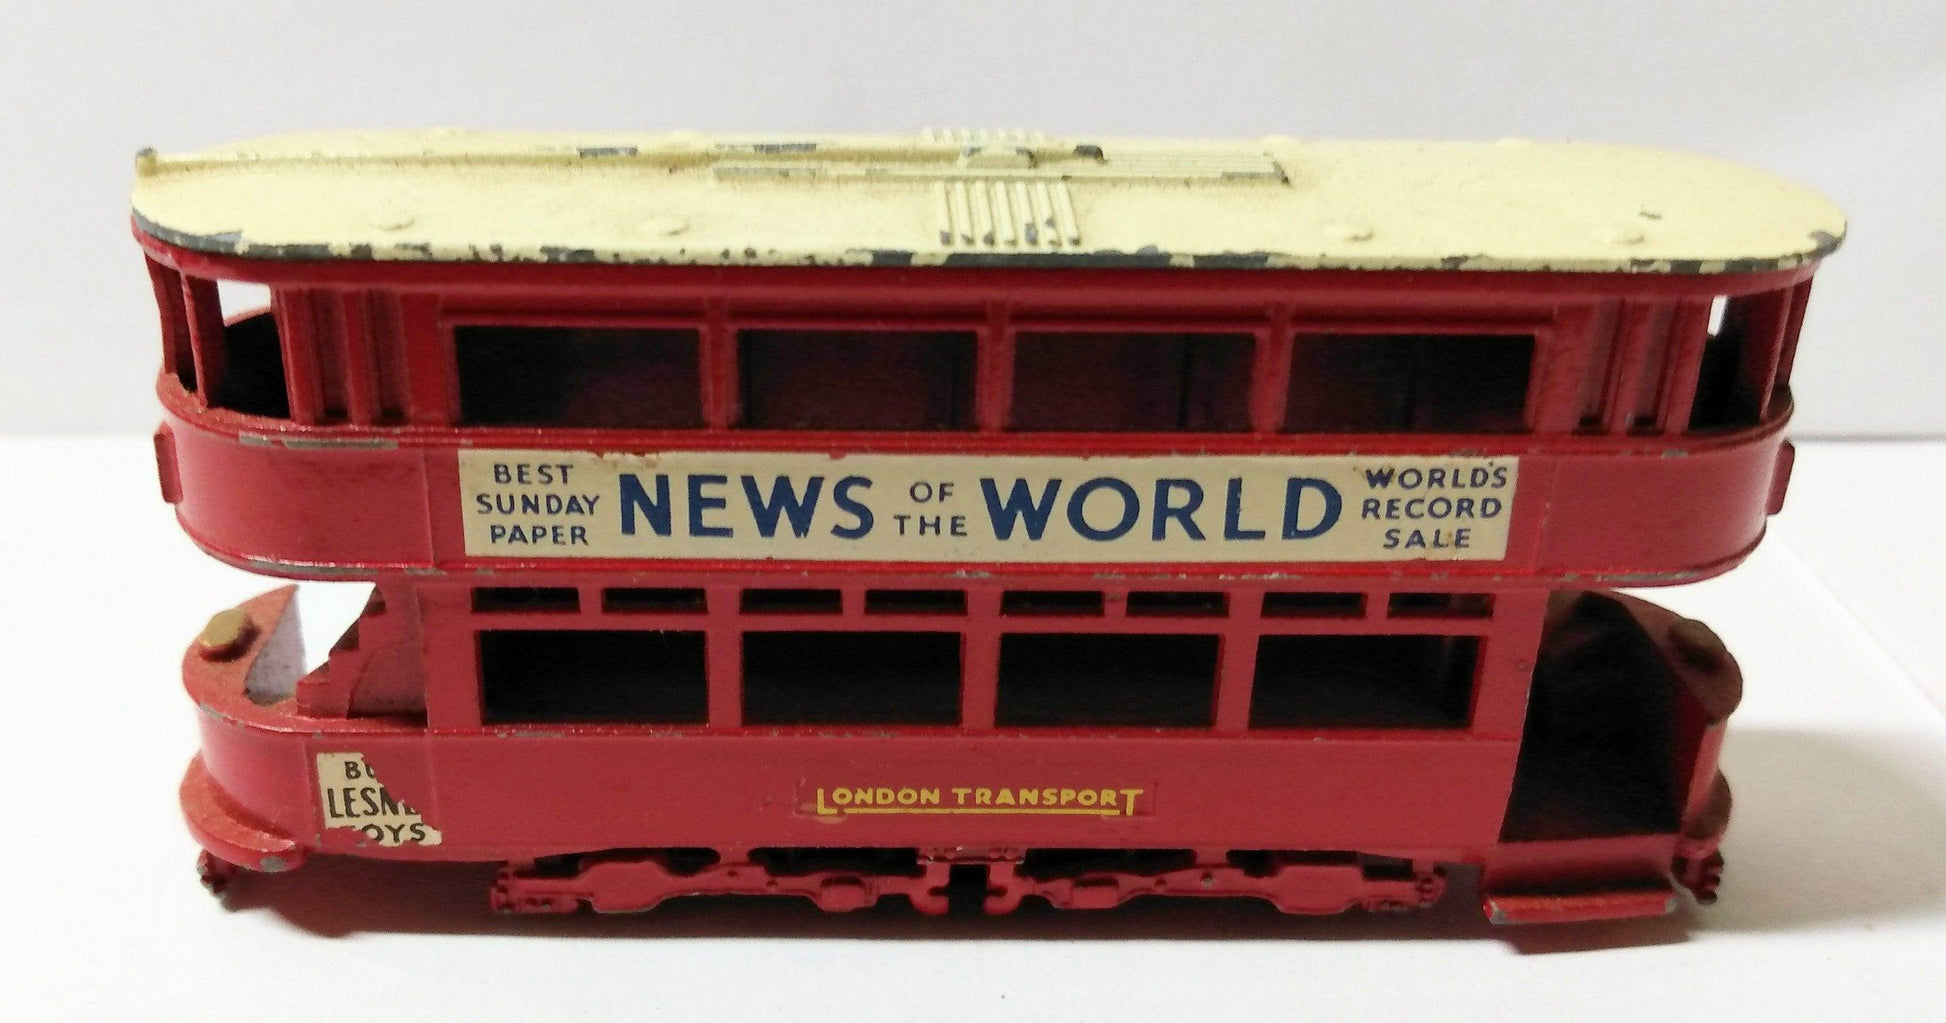 BEST
SUNDAY
PAPER
NEWS OF THE WORLD
WORLD'S
RECORD
SALE
LONDON TRANSPORT